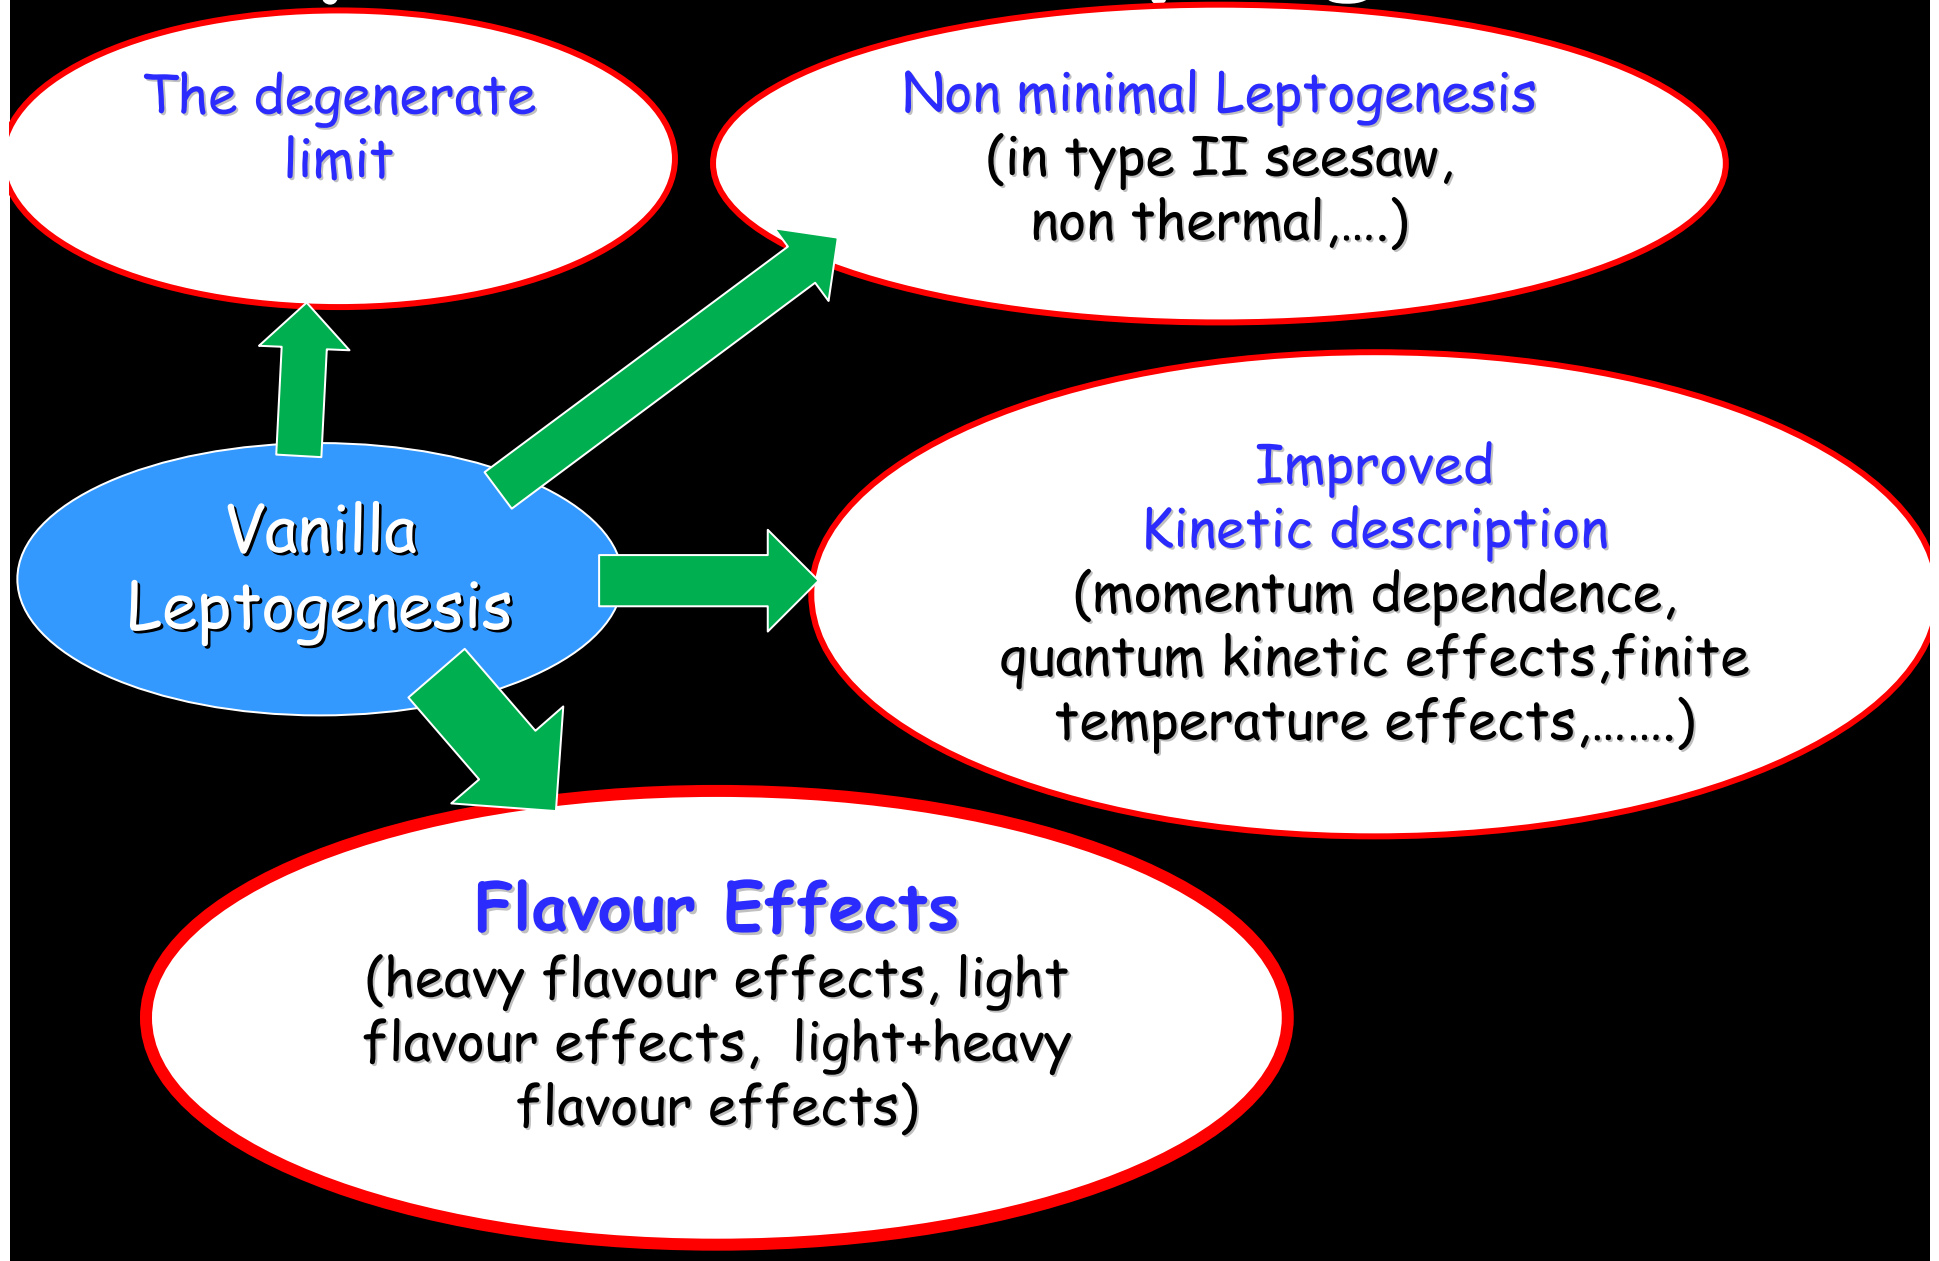 The degenerate
limit
Non minimal Leptogenesis
(in type II seesaw,
non thermal,....)
Vanilla
Leptogenesis
Improved
Kinetic description
(momentum dependence,
quantum kinetic effects,finite
temperature effects,.......)
Flavour Effects
(heavy flavour effects, light
flavour effects,  light+heavy
flavour effects)